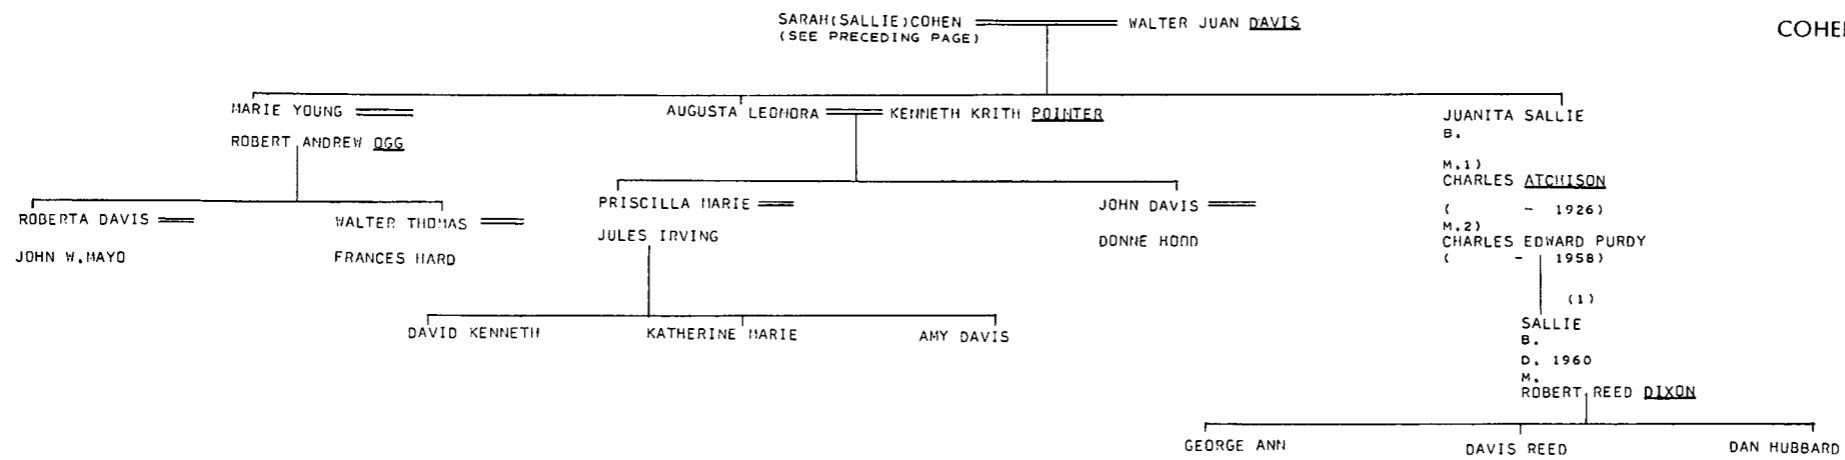 SARAH(SALLIE)COHEN WALTER JUAN DAVIS
(SEE PRECEDING PAGE)
COHEN
MARIE YOUNG AUGUSTA LEONORA KENNETH KRITH POINTER JUANITA SALLIE
B.
ROBERT ANDREW OGG
M.1)
CHARLES ATCHISON
( - 1926)
M.2)
CHARLES EDWARD PURDY
( - 1958)
ROBERTA DAVIS WALTER THOMAS PRISCILLA MARIE JOHN DAVIS
JOHN W.MAYO FRANCES HARD JULES IRVING DONNE HOOD
(1)
DAVID KENNETH KATHERINE MARIE AMY DAVIS
SALLIE
B.
D. 1960
M.
ROBERT REED DIXON
GEORGE ANN DAVIS REED DAN HUBBARD